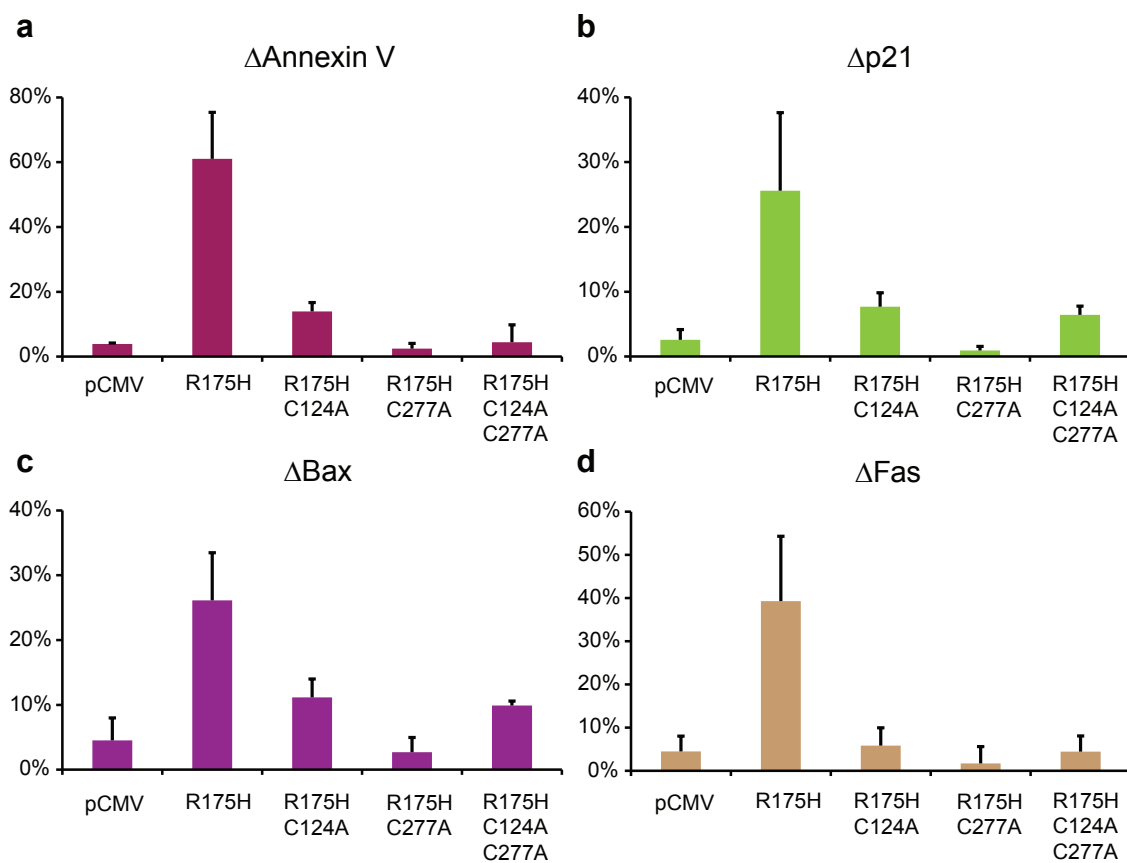 a
ΔAnnexin V
80%
60%
40%
20%
0%
pCMV
R175H
R175H
C124A
R175H
C277A
R175H
C124A
C277A
b
Δp21
40%
30%
20%
10%
0%
pCMV
R175H
R175H
C124A
R175H
C277A
R175H
C124A
C277A
c
ΔBax
40%
30%
20%
10%
0%
pCMV
R175H
R175H
C124A
R175H
C277A
R175H
C124A
C277A
d
ΔFas
60%
50%
40%
30%
20%
10%
0%
pCMV
R175H
R175H
C124A
R175H
C277A
R175H
C124A
C277A